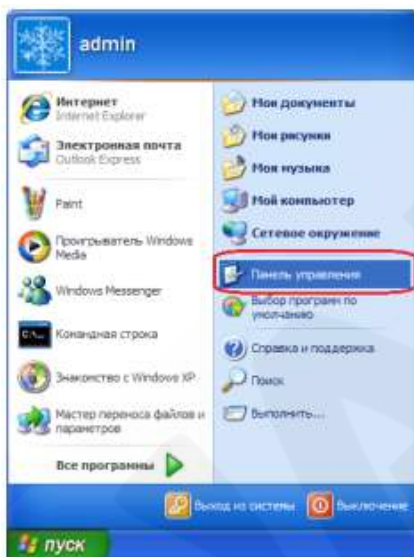 admin
Интернет
Internet Explorer
Электронная почта
Outlook Express
Paint
Проигрыватель Windows
Media
Windows Messenger
Командная строка
Знакомство с Windows XP
Мастер переноса файлов и
параметров
Все программы
Мои документы
Мои рисунки
Моя музыка
Мой компьютер
Сетевое окружение
Панель управления
Выбор программ по
умолчанию
Справка и поддержка
Поиск
Выполнить...
Выход из системы
Выключение
пуск